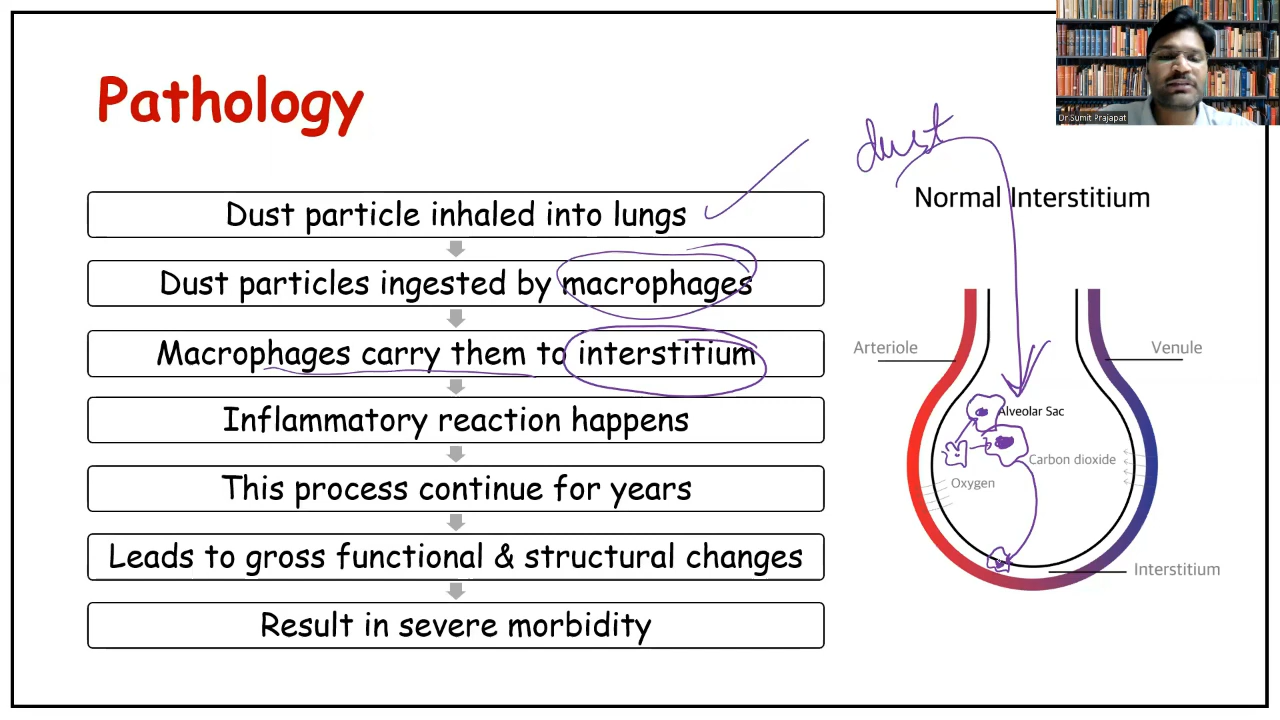 Pathology
Dust particle inhaled into lungs
Dust particles ingested by macrophages
Macrophages carry them to interstitium
Inflammatory reaction happens
This process continue for years
Leads to gross functional & structural changes
Result in severe morbidity
Dr Sumit Prajapat
dust
Normal Interstitium
Arteriole
Venule
Alveolar Sac
Carbon dioxide
Oxygen
Interstitium